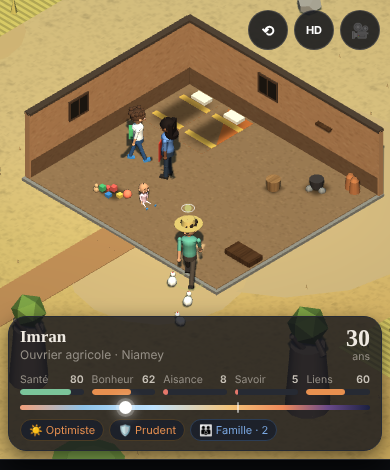 HD
Imran
30
Ouvrier agricole · Niamey
ans
Santé 80 Bonheur 62 Aisance 8 Savoir 5 Liens 60
Optimiste Prudent Famille · 2